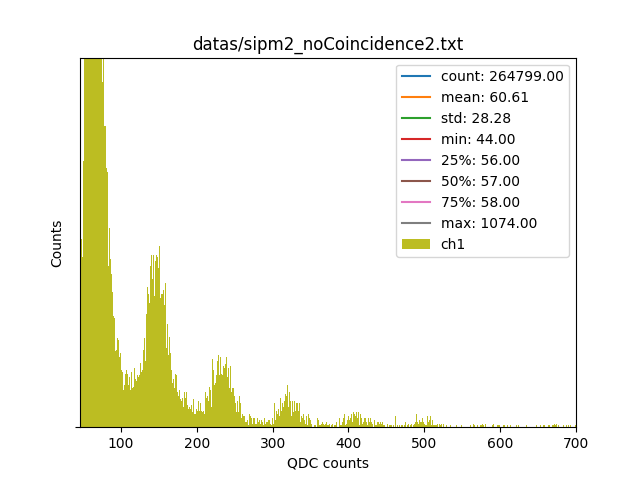 datas/sipm2_noCoincidence2.txt
count: 264799.00
mean: 60.61
std: 28.28
min: 44.00
25%: 56.00
50%: 57.00
75%: 58.00
max: 1074.00
ch1
Counts
100 200 300 400 500 600 700
QDC counts